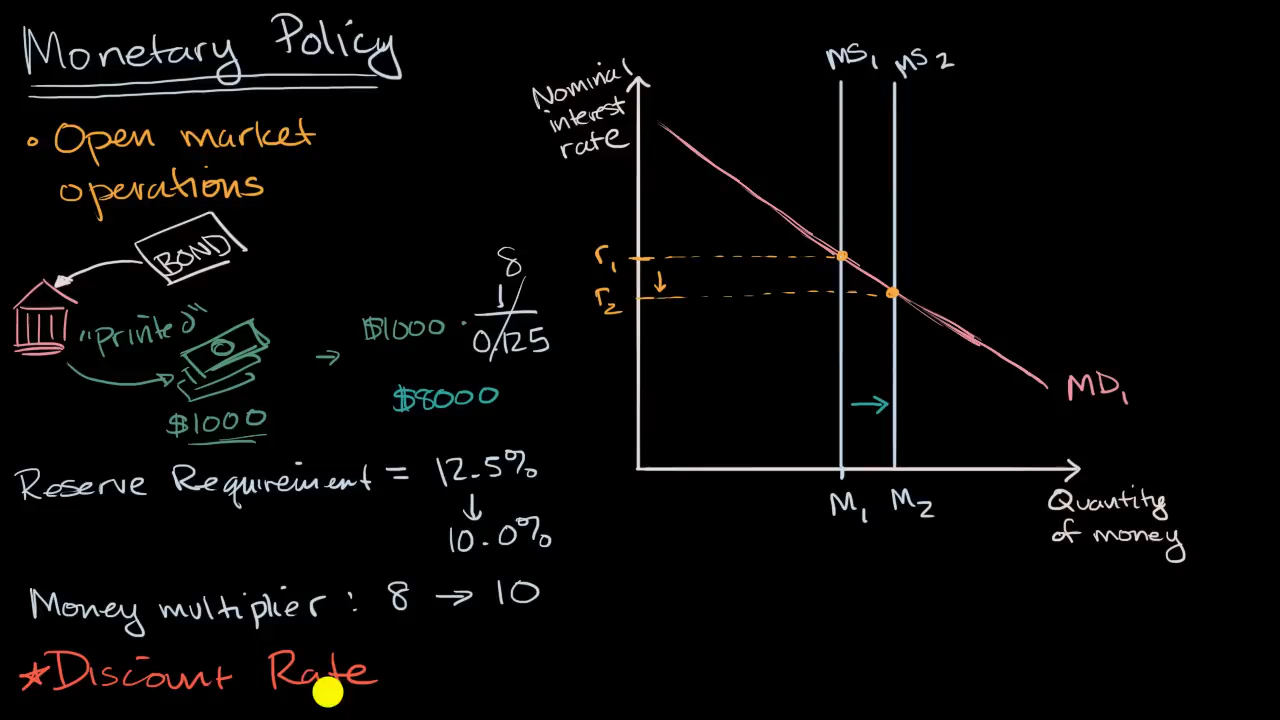 Monetary Policy
• Open market
operations
BOND
"printed"
$1000
→ $1000 · 1/0.125
8
$8000
Reserve Requirement = 12.5%
↓
10.0%
Money multiplier : 8 → 10
★Discount Rate
Nominal
interest
rate
MS₁
MS₂
r₁
↓
r₂
→
MD₁
M₁
M₂
Quantity
of money